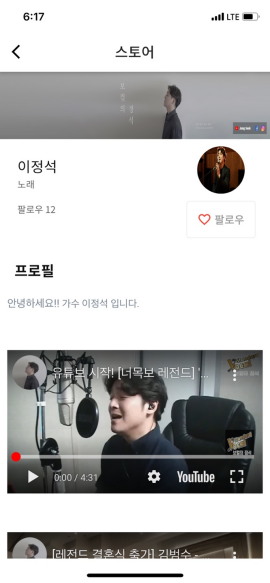 6:17
LTE
스토어
이정석
노래
팔로우 12
팔로우
프로필
안녕하세요!! 가수 이정석 입니다.
유튜브 시작! [더목보 레전드] '...
0:00 / 4:31
YouTube
[레전드 결혼식 축가] 김범수 -